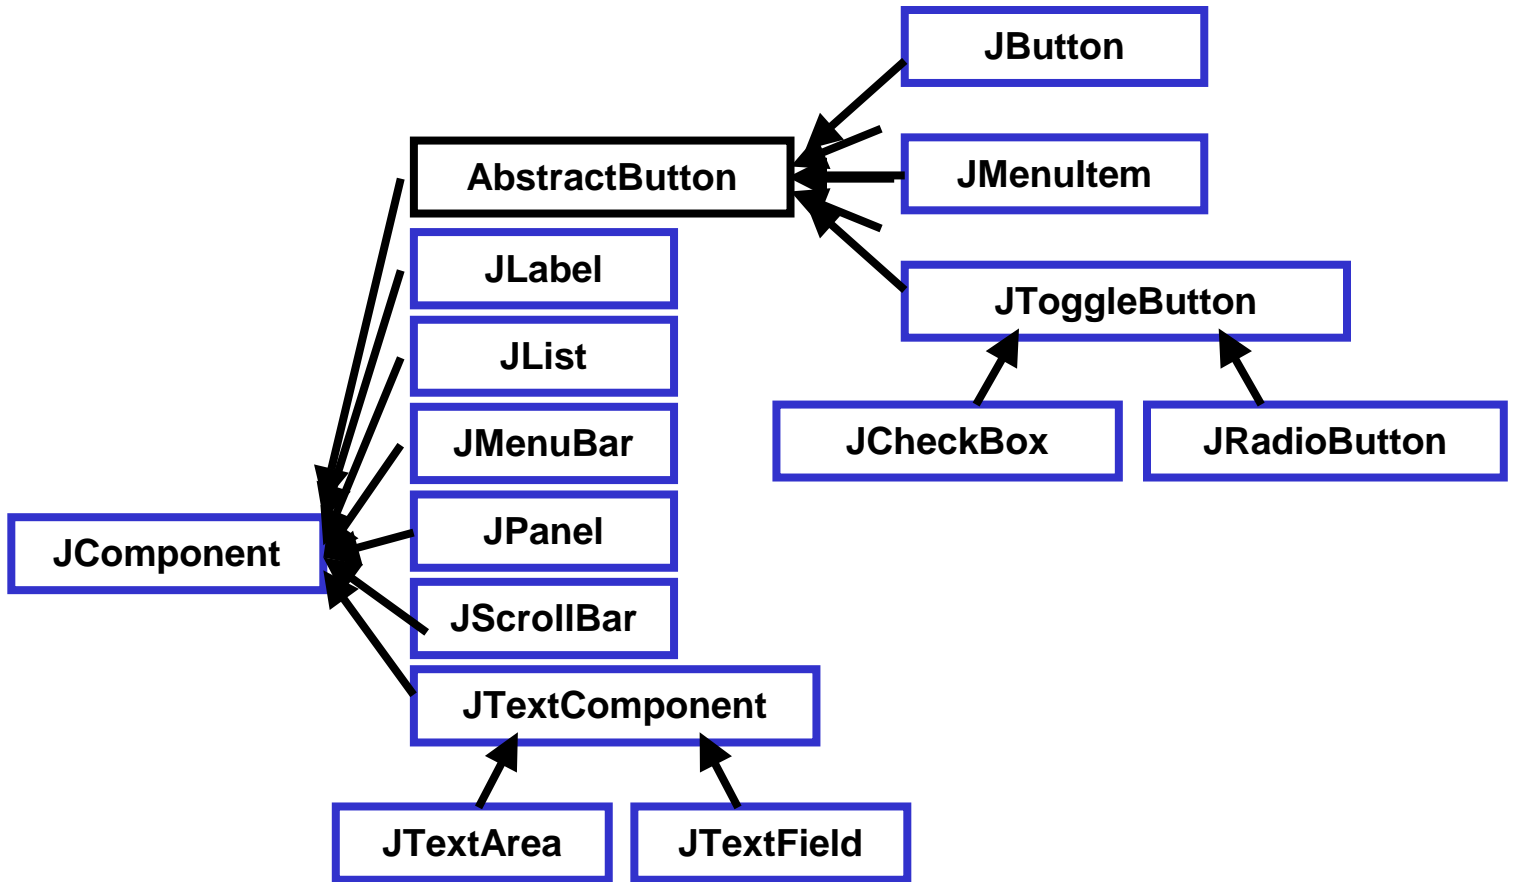 JButton
AbstractButton
JMenuItem
JLabel
JToggleButton
JList
JMenuBar
JCheckBox
JRadioButton
JPanel
JComponent
JScrollBar
JTextComponent
JTextArea
JTextField